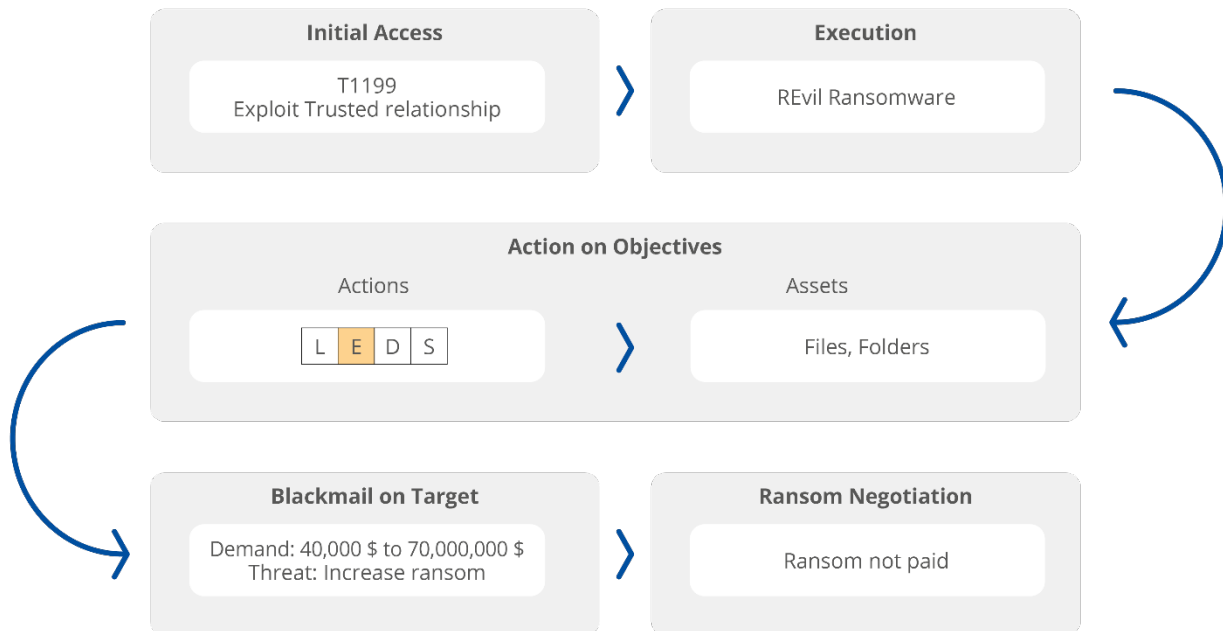 Initial Access
Execution
T1199
Exploit Trusted relationship
REvil Ransomware
Action on Objectives
Actions
Assets
L E D S
Files, Folders
Blackmail on Target
Ransom Negotiation
Demand: 40,000 $ to 70,000,000 $
Threat: Increase ransom
Ransom not paid